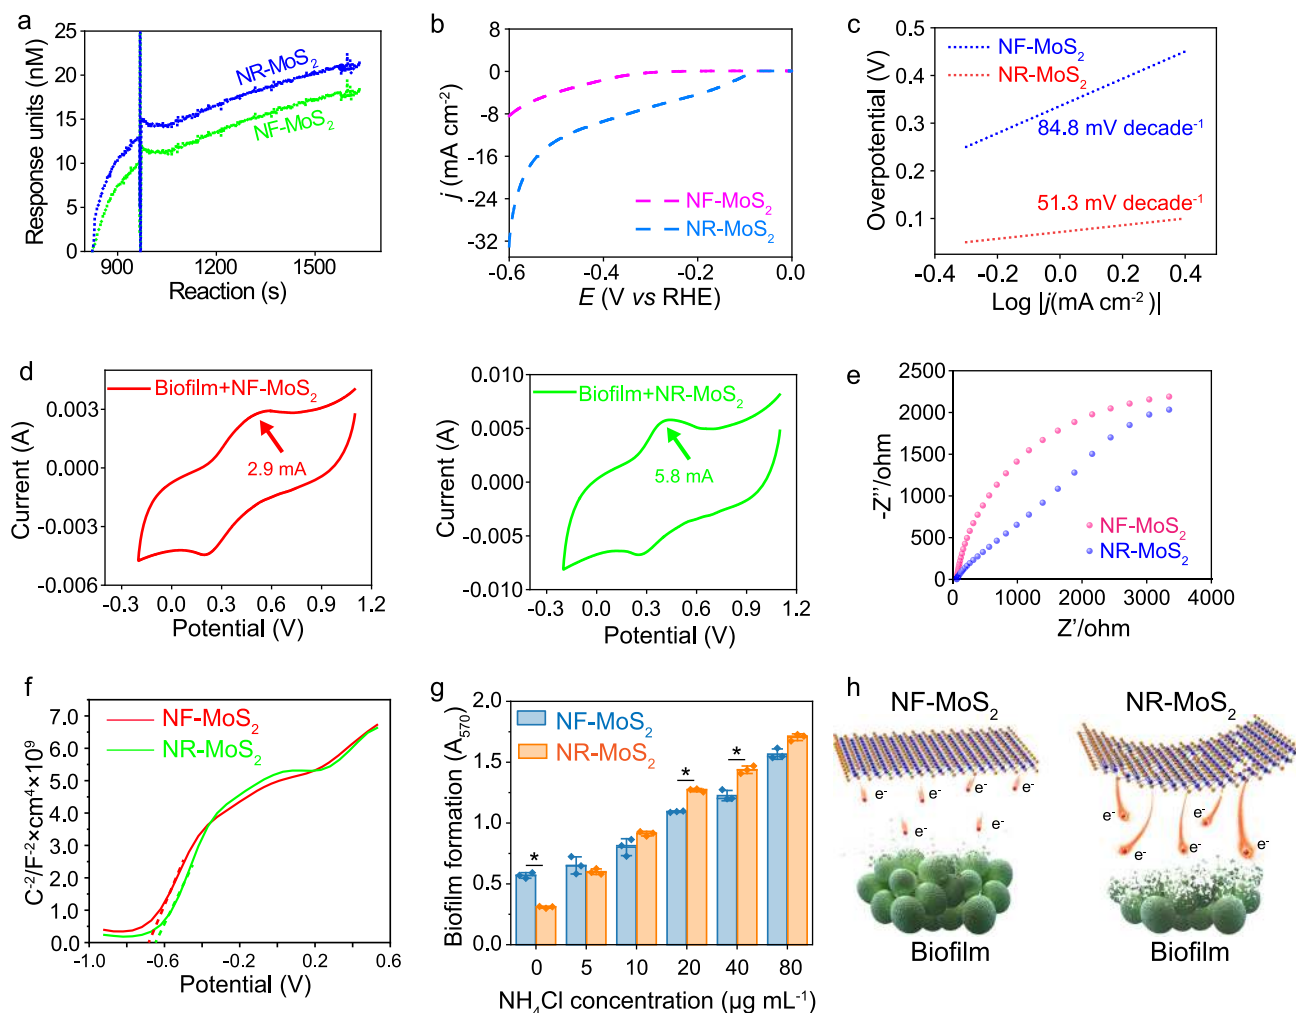 a
Response units (nM)
25
20
15
10
5
0
NR-MoS₂
NF-MoS₂
900
1200
1500
Reaction (s)
b
j (mA cm⁻²)
0
-8
-16
-24
-32
NF-MoS₂
NR-MoS₂
-0.6
-0.4
-0.2
0.0
E (V vs RHE)
c
Overpotential (V)
0.5
0.4
0.3
0.2
0.1
NF-MoS₂
NR-MoS₂
84.8 mV decade⁻¹
51.3 mV decade⁻¹
-0.4
-0.2
0.0
0.2
0.4
Log |j(mA cm⁻²)|
d
Current (A)
0.003
0.000
-0.003
-0.006
Biofilm+NF-MoS₂
2.9 mA
-0.3
0.0
0.3
0.6
0.9
1.2
Potential (V)
Current (A)
0.010
0.005
0.000
-0.005
-0.010
Biofilm+NR-MoS₂
5.8 mA
-0.3
0.0
0.3
0.6
0.9
1.2
Potential (V)
e
-Z''/ohm
2500
2000
1500
1000
500
0
NF-MoS₂
NR-MoS₂
0
1000
2000
3000
4000
Z'/ohm
f
C⁻²/F⁻²×cm⁴×10⁹
7.0
6.0
5.0
4.0
3.0
2.0
1.0
0.0
NF-MoS₂
NR-MoS₂
-1.0
-0.6
-0.2
0.2
0.6
Potential (V)
g
Biofilm formation (A₅₇₀)
2.0
1.5
1.0
0.5
0.0
NF-MoS₂
NR-MoS₂
*
*
*
0
5
10
20
40
80
NH₄Cl concentration (μg mL⁻¹)
h
NF-MoS₂
e⁻
e⁻
e⁻
e⁻
e⁻
e⁻
Biofilm
NR-MoS₂
e⁻
e⁻
e⁻
e⁻
e⁻
Biofilm